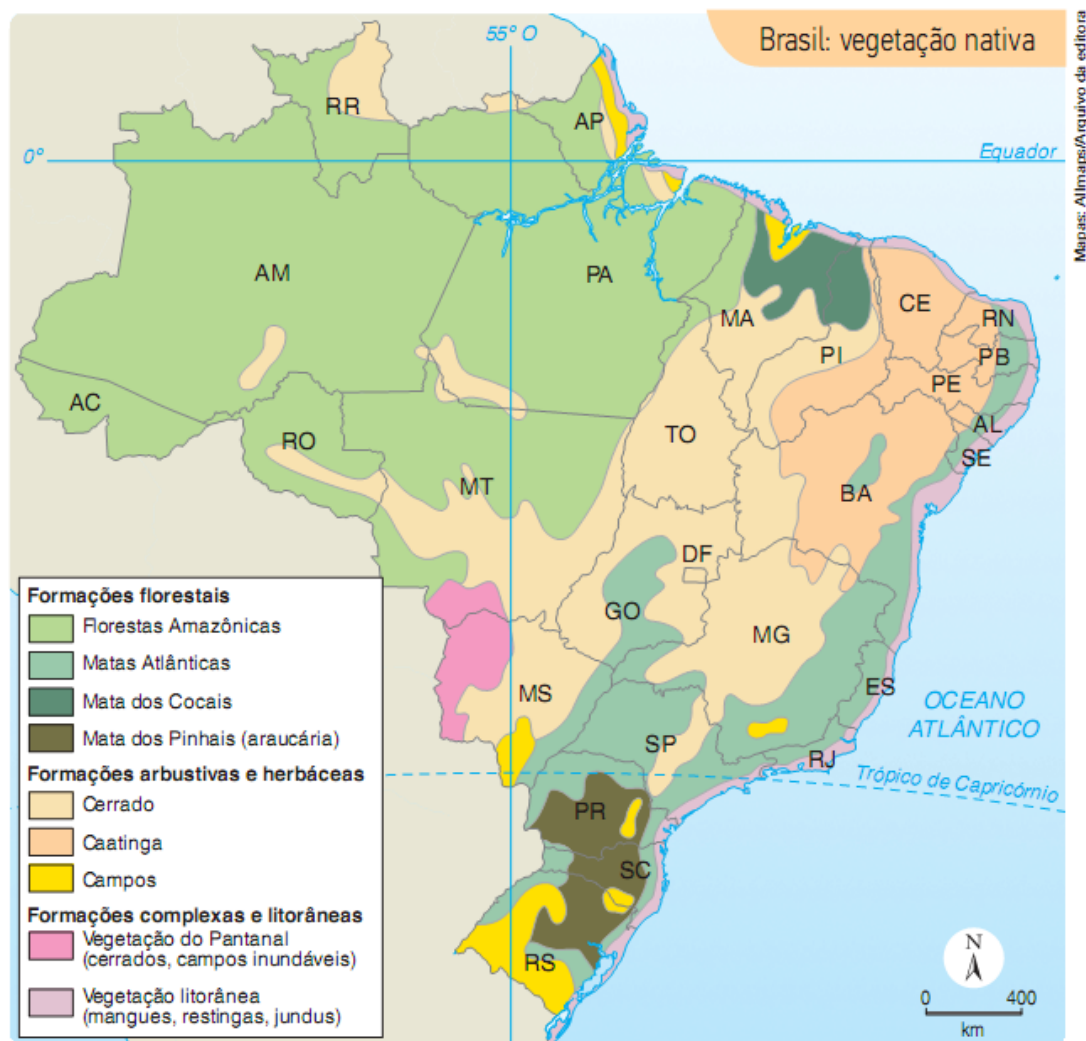 Brasil: vegetação nativa
Mapas: Allmaps/Arquivo da editora
55º O
0º
Equador
RR
AP
AM
PA
MA
CE
RN
PI
PB
PE
AC
AL
TO
SE
RO
BA
MT
DF
GO
MG
MS
ES
OCEANO
ATLÂNTICO
SP
RJ
Trópico de Capricórnio
PR
SC
RS
Formações florestais
Florestas Amazônicas
Matas Atlânticas
Mata dos Cocais
Mata dos Pinhais (araucária)
Formações arbustivas e herbáceas
Cerrado
Caatinga
Campos
Formações complexas e litorâneas
Vegetação do Pantanal
(cerrados, campos inundáveis)
Vegetação litorânea
(mangues, restingas, jundus)
N
0 400
km